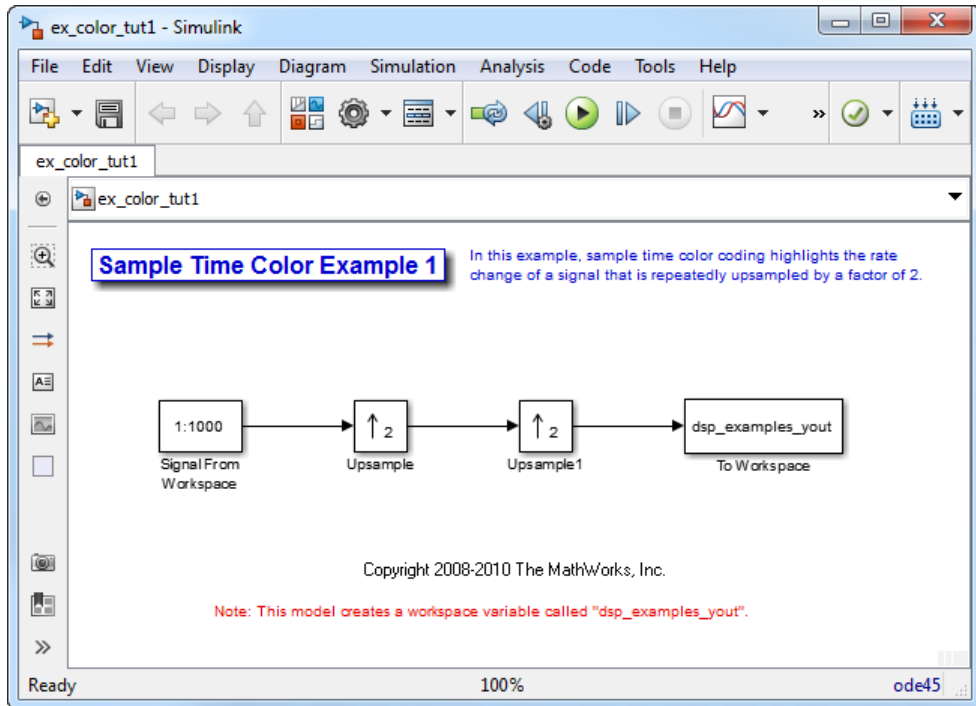 ex_color_tut1 - Simulink
File Edit View Display Diagram Simulation Analysis Code Tools Help
ex_color_tut1
ex_color_tut1
Sample Time Color Example 1
In this example, sample time color coding highlights the rate
change of a signal that is repeatedly upsampled by a factor of 2.
1:1000
2
2
dsp_examples_yout
Signal From
Workspace
Upsample
Upsample1
To Workspace
Copyright 2008-2010 The MathWorks, Inc.
Note: This model creates a workspace variable called "dsp_examples_yout".
Ready 100% ode45